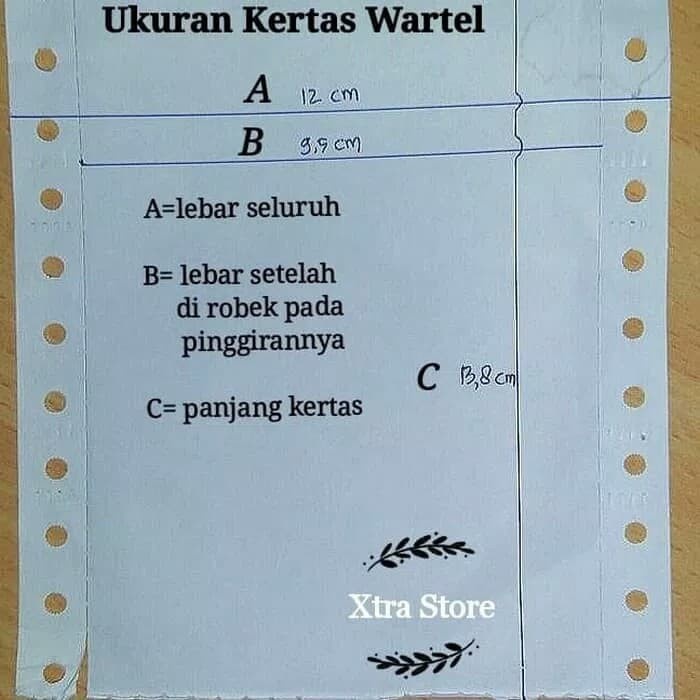 Ukuran Kertas Wartel
A 12 cm
B 9,9 cm
A=lebar seluruh
B= lebar setelah
di robek pada
pinggirannya
C 13,8 cm
C= panjang kertas
Xtra Store